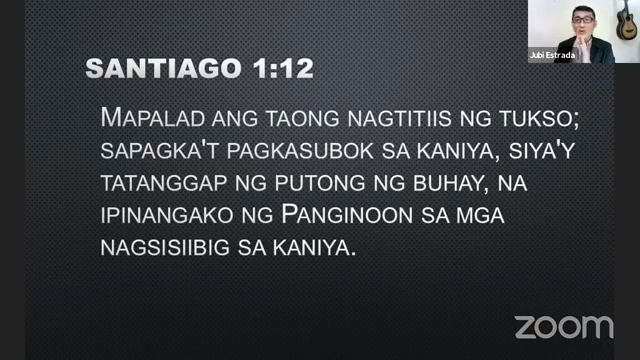 Jubi Estrada
SANTIAGO 1:12
MAPALAD ANG TAONG NAGTITIIS NG TUKSO;
SAPAGKA'T PAGKASUBOK SA KANIYA, SIYA'Y
TATANGGAP NG PUTONG NG BUHAY, NA
IPINANGAKO NG PANGINOON SA MGA
NAGSISIIBIG SA KANIYA.
zoom